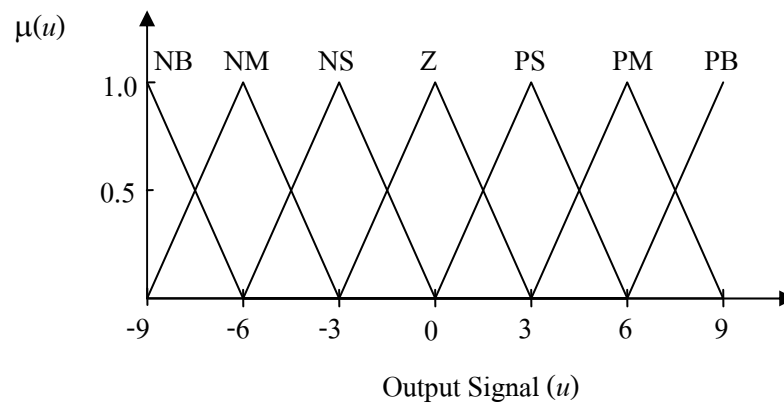 μ(u)
NB NM NS Z PS PM PB
1.0
0.5
-9 -6 -3 0 3 6 9
Output Signal (u)